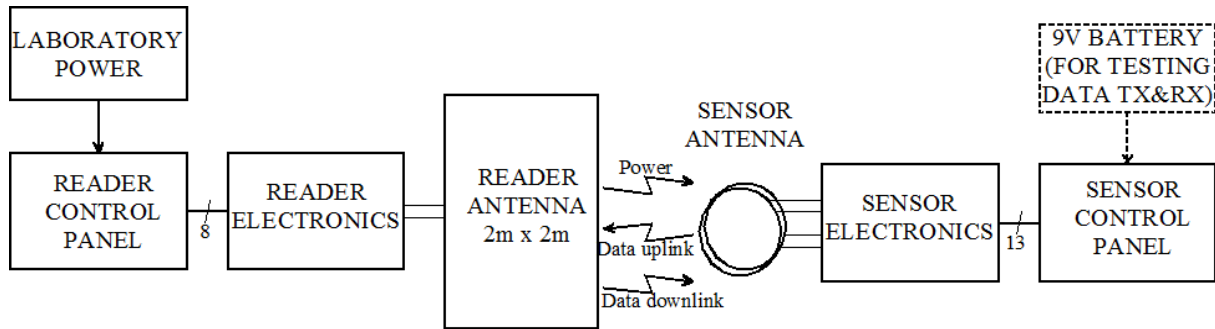 LABORATORY
POWER
READER
CONTROL
PANEL
8
READER
ELECTRONICS
READER
ANTENNA
2m x 2m
Power
Data uplink
Data downlink
SENSOR
ANTENNA
SENSOR
ELECTRONICS
13
9V BATTERY
(FOR TESTING
DATA TX&RX)
SENSOR
CONTROL
PANEL